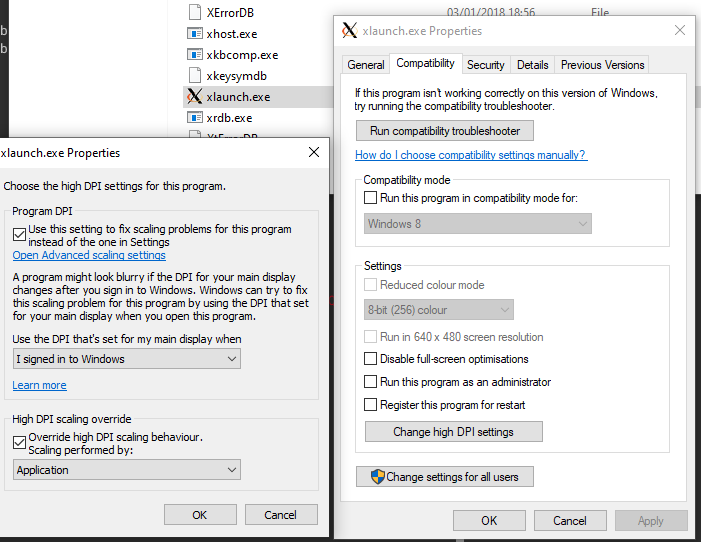 b
b
XErrorDB
03/01/2018 18:56
File
xhost.exe
xkbcomp.exe
xkeysymdb
xlaunch.exe
xrdb.exe
XtErrorDB
xlaunch.exe Properties
General
Compatibility
Security
Details
Previous Versions
If this program isn't working correctly on this version of Windows,
try running the compatibility troubleshooter.
Run compatibility troubleshooter
How do I choose compatibility settings manually?
Compatibility mode
Run this program in compatibility mode for:
Windows 8
Settings
Reduced colour mode
8-bit (256) colour
Run in 640 x 480 screen resolution
Disable full-screen optimisations
Run this program as an administrator
Register this program for restart
Change high DPI settings
Change settings for all users
OK
Cancel
Apply
xlaunch.exe Properties
Choose the high DPI settings for this program.
Program DPI
Use this setting to fix scaling problems for this program
instead of the one in Settings
Open Advanced scaling settings
A program might look blurry if the DPI for your main display
changes after you sign in to Windows. Windows can try to fix
this scaling problem for this program by using the DPI that set
for your main display when you open this program.
Use the DPI that's set for my main display when
I signed in to Windows
Learn more
High DPI scaling override
Override high DPI scaling behaviour.
Scaling performed by:
Application
OK
Cancel